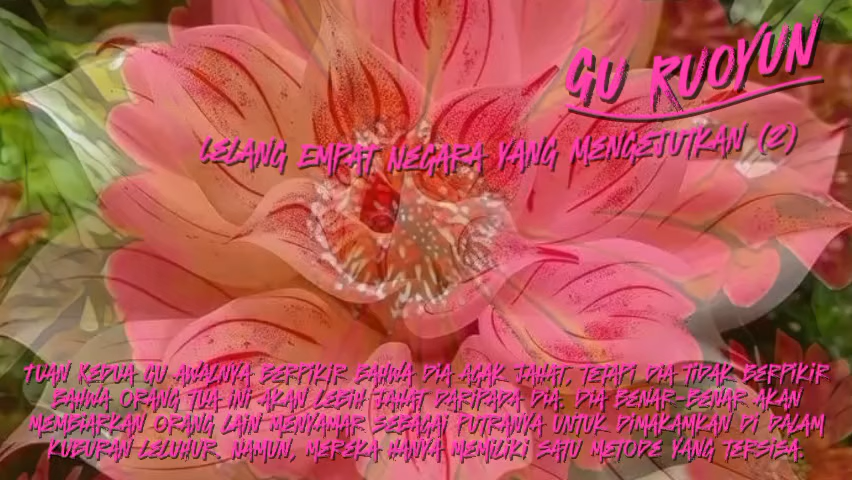 GU RUOYUN
LELANG EMPAT NEGARA YANG MENGEJUTKAN (2)
TUAN KEDUA GU AWALNYA BERPIKIR BAHWA DIA AGAK JAHAT, TETAPI DIA TIDAK BERPIKIR
BAHWA ORANG TUA INI AKAN LEBIH JAHAT DARIPADA DIA. DIA BENAR-BENAR AKAN
MEMBIARKAN ORANG LAIN MENYAMAR SEBAGAI PUTRANYA UNTUK DIMAKAMKAN DI DALAM
KUBURAN LELUHUR. NAMUN, MEREKA HANYA MEMILIKI SATU METODE YANG TERSISA.